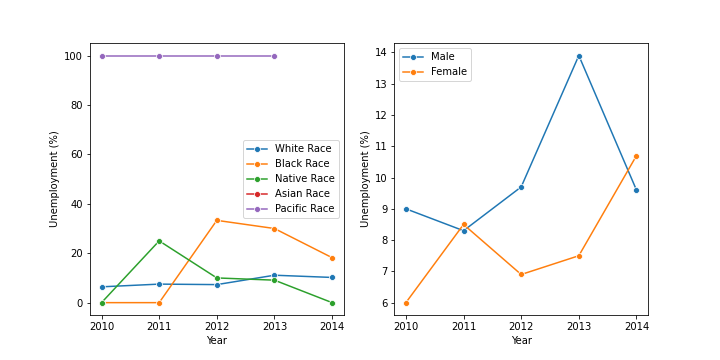 100
80
60
40
20
0
Unemployment (%)
2010 2011 2012 2013 2014
Year
White Race
Black Race
Native Race
Asian Race
Pacific Race
14
13
12
11
10
9
8
7
6
Unemployment (%)
2010 2011 2012 2013 2014
Year
Male
Female